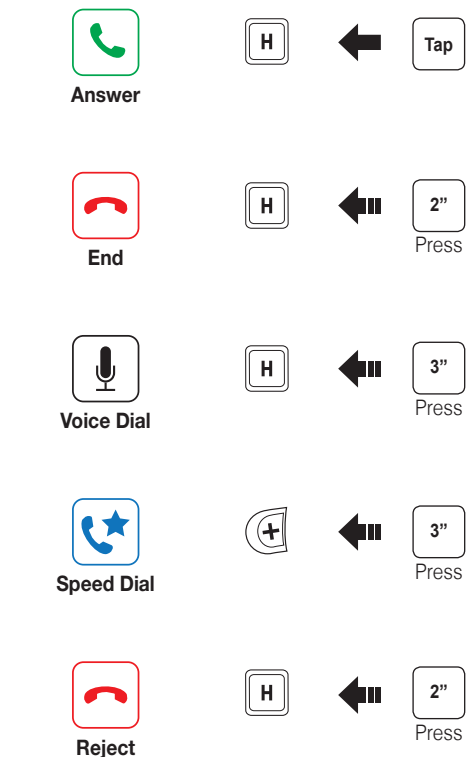 H Tap
Answer
H 2”
End Press
H 3”
Voice Dial Press
+ 3”
Speed Dial Press
H 2”
Reject Press